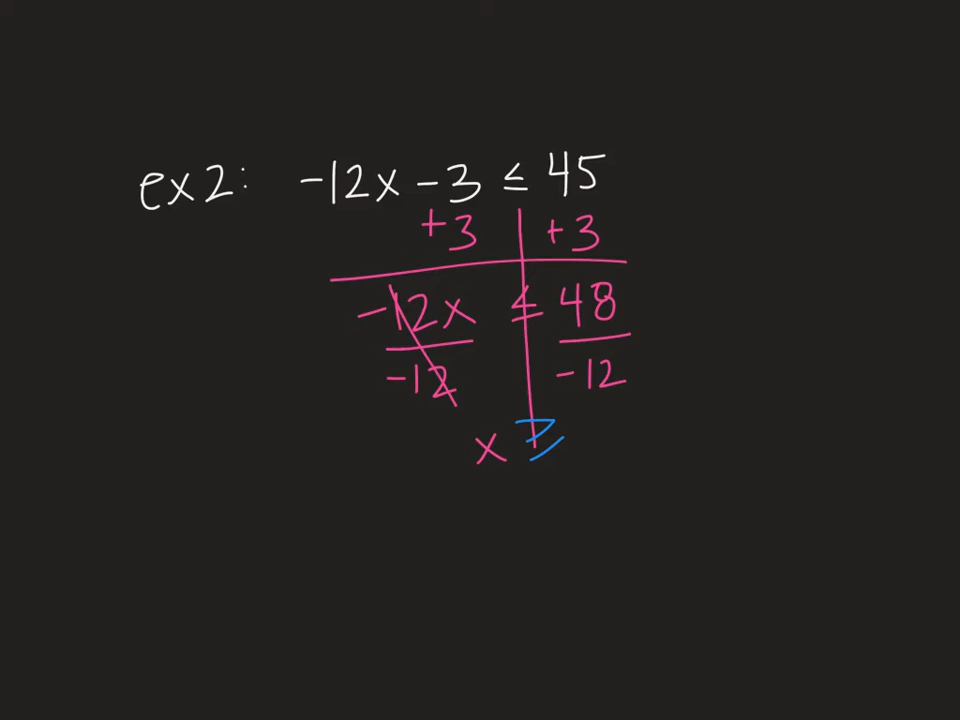 ex2: -12x - 3 ≤ 45
+3 +3
-12x ≤ 48
-12 -12
x ≥